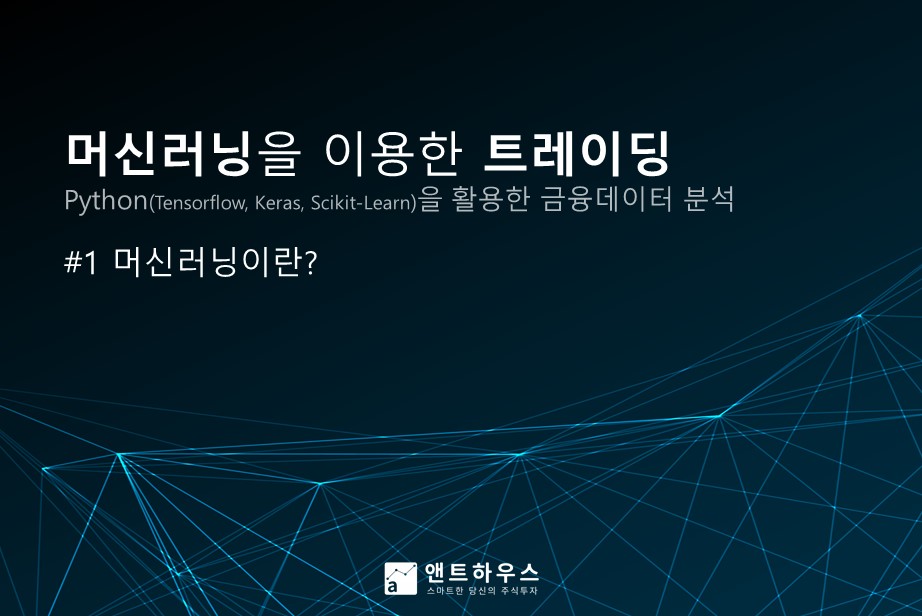 머신러닝을 이용한 트레이딩
Python(Tensorflow, Keras, Scikit-Learn)을 활용한 금융데이터 분석
#1 머신러닝이란?
a 앤트하우스
스마트한 당신의 주식투자